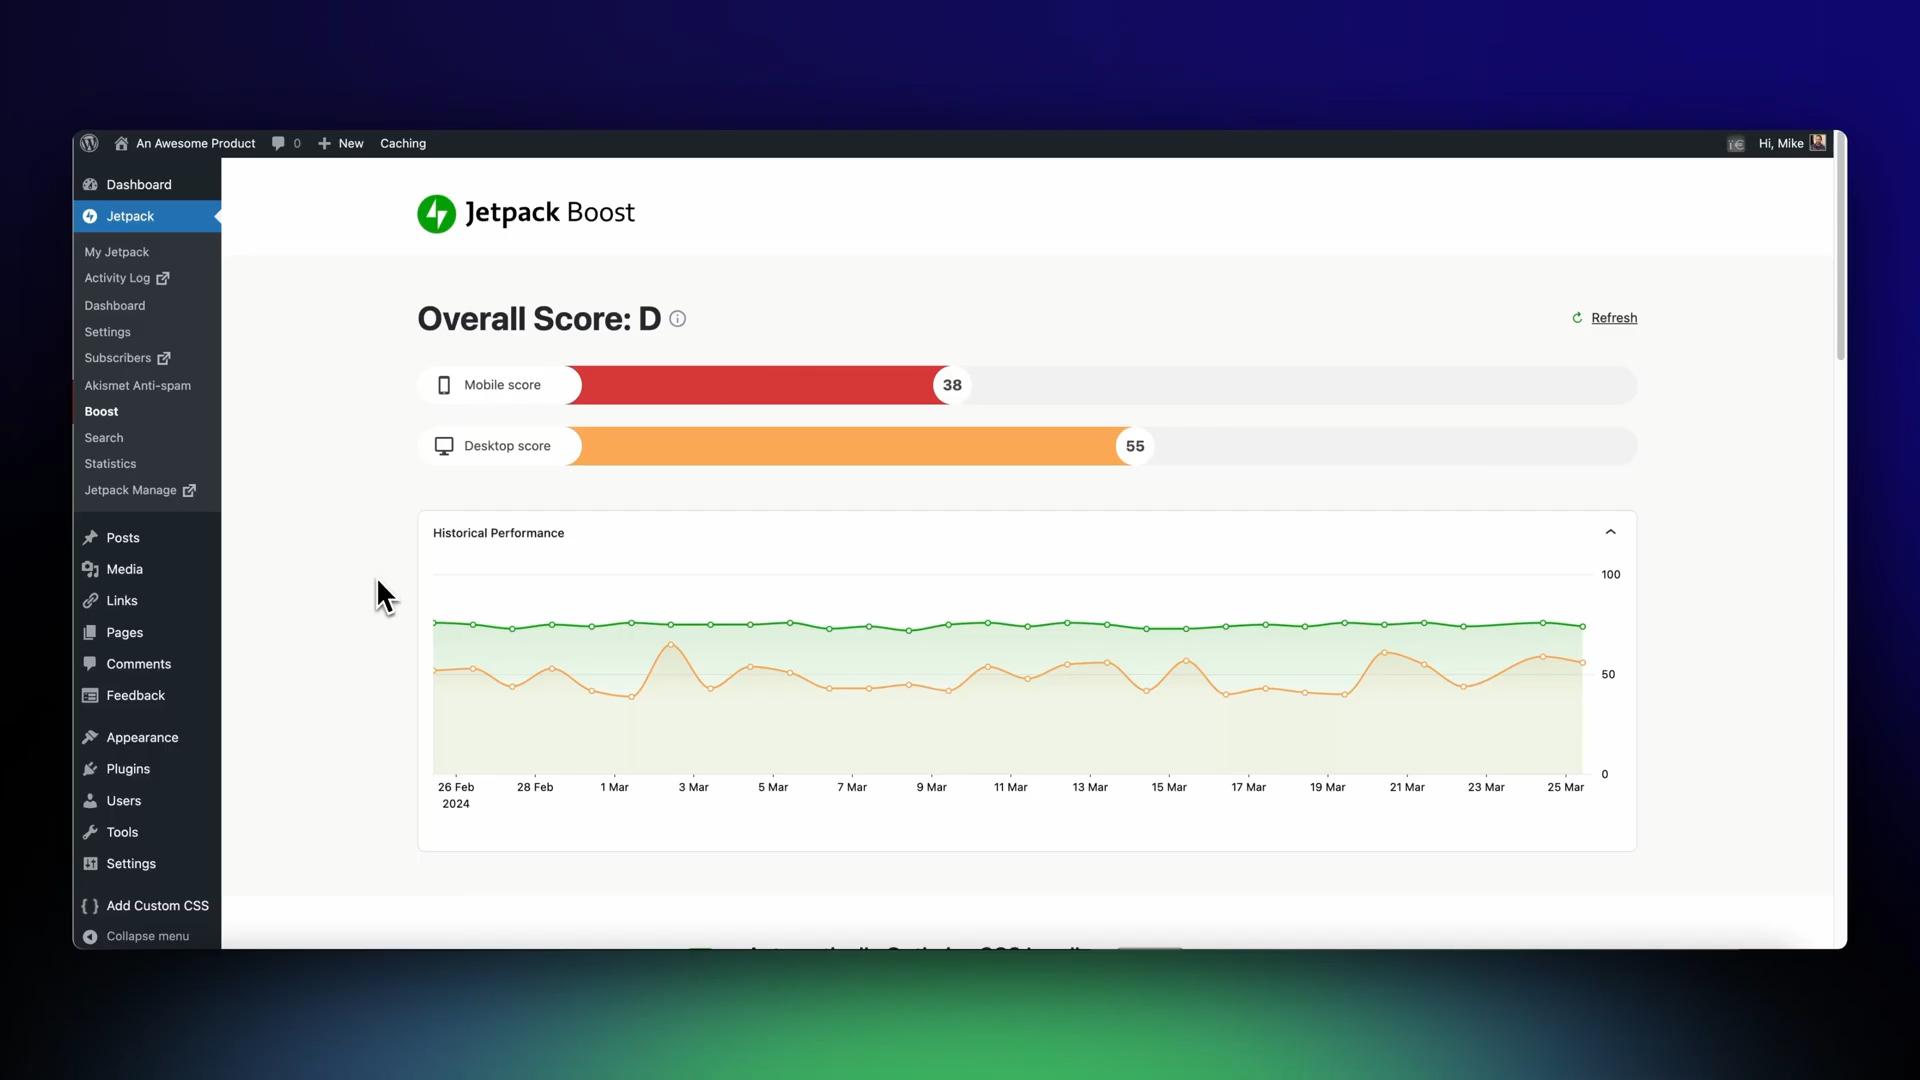 An Awesome Product 0 New Caching Hi, Mike
Dashboard
Jetpack
My Jetpack
Activity Log
Dashboard
Settings
Subscribers
Akismet Anti-spam
Boost
Search
Statistics
Jetpack Manage
Posts
Media
Links
Pages
Comments
Feedback
Appearance
Plugins
Users
Tools
Settings
Add Custom CSS
Collapse menu
Jetpack Boost
Overall Score: D
Refresh
Mobile score 38
Desktop score 55
Historical Performance
100
50
0
26 Feb 28 Feb 1 Mar 3 Mar 5 Mar 7 Mar 9 Mar 11 Mar 13 Mar 15 Mar 17 Mar 19 Mar 21 Mar 23 Mar 25 Mar
2024